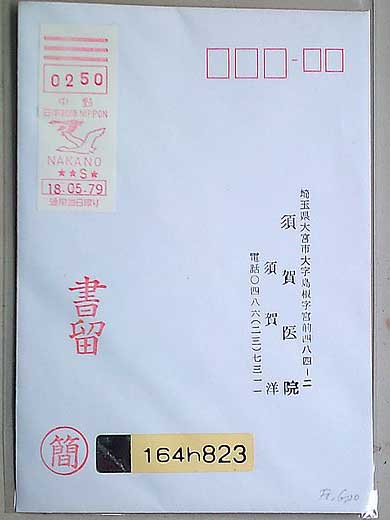 0250
中野
日本郵便 NIPPON
NAKANO
★★S★
18.05.79
埼玉県大宮市大字島根字宮前四八四-二
須賀医院
須賀洋
電話〇四八六(二三)七三一一
書留
簡
164h823